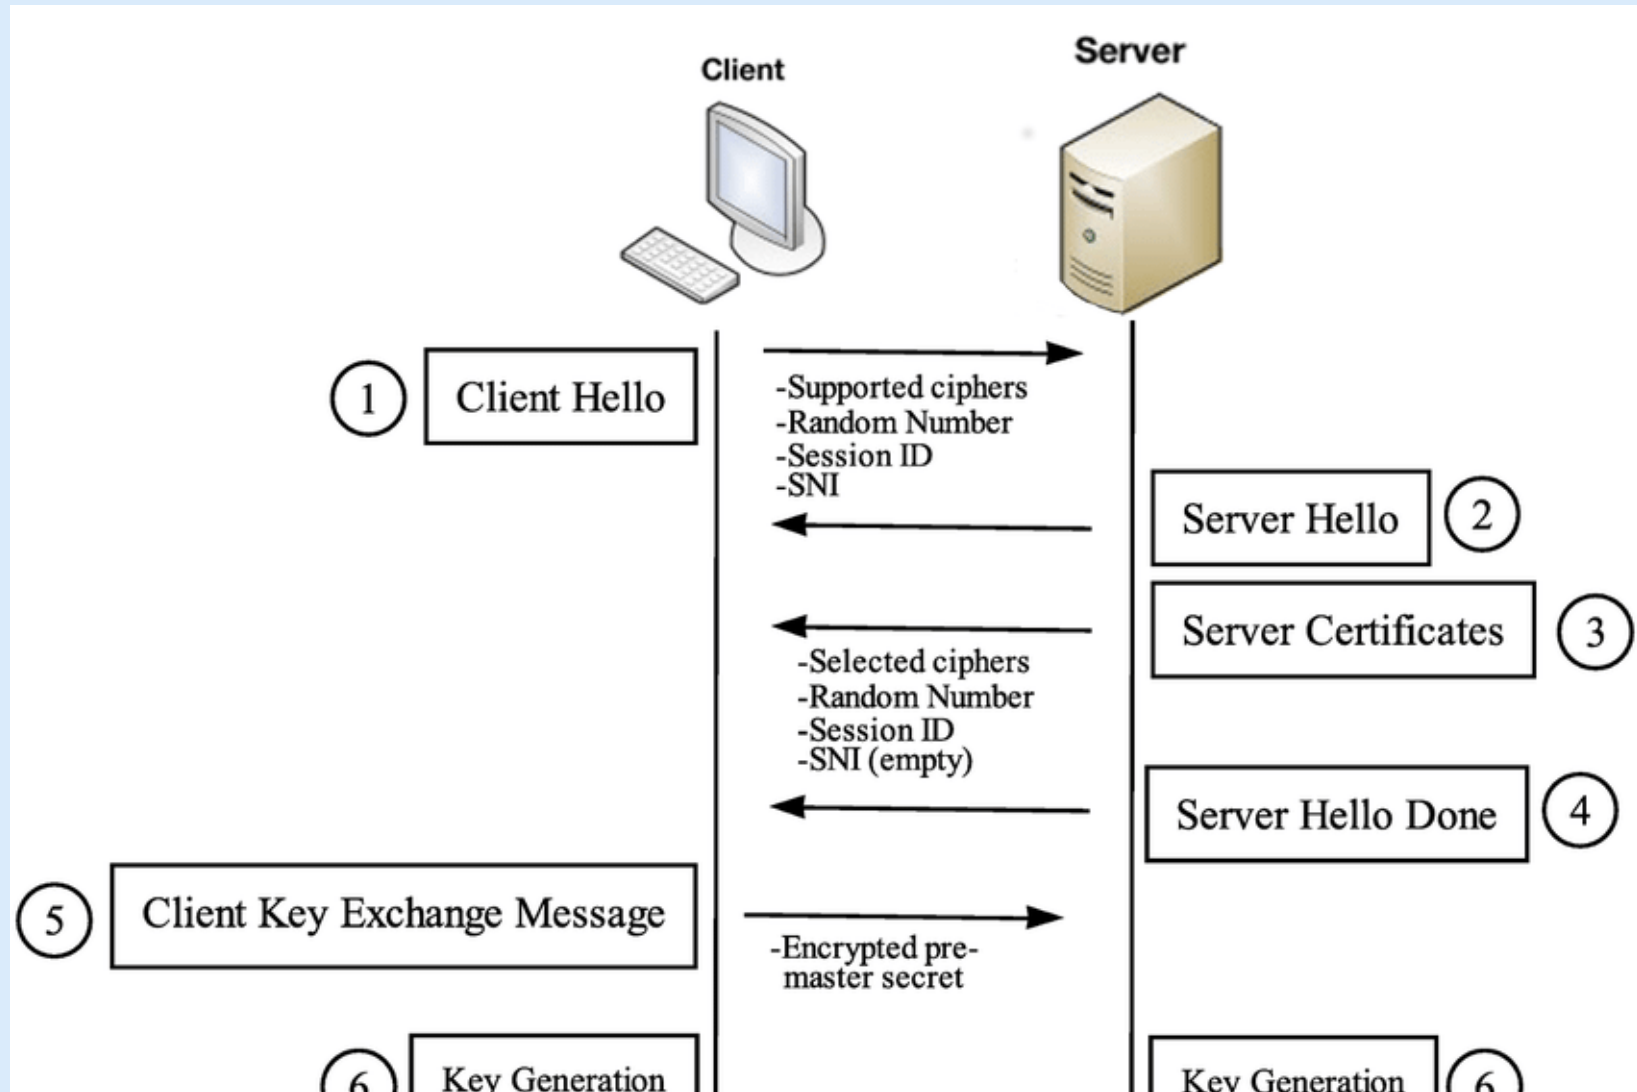 Client
Server
1
Client Hello
-Supported ciphers
-Random Number
-Session ID
-SNI
Server Hello
2
Server Certificates
3
-Selected ciphers
-Random Number
-Session ID
-SNI (empty)
Server Hello Done
4
5
Client Key Exchange Message
-Encrypted pre-
master secret
6
Key Generation
Key Generation
6